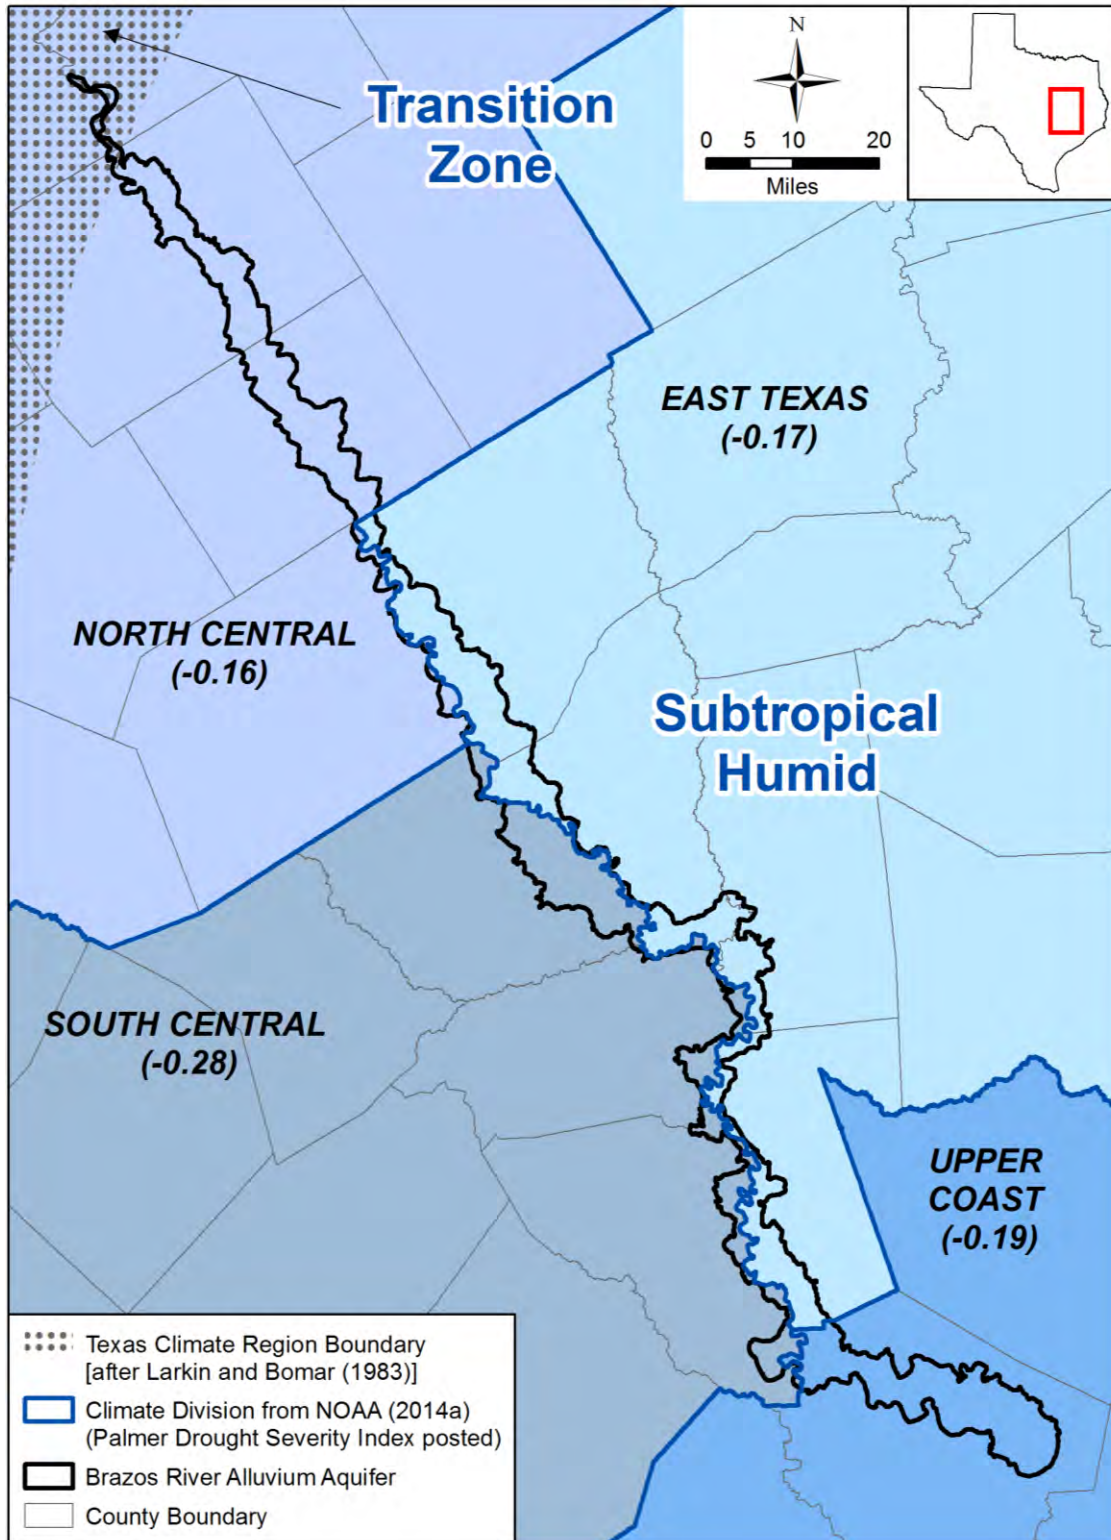 Transition
Zone
N
0 5 10 20
Miles
EAST TEXAS
(-0.17)
NORTH CENTRAL
(-0.16)
Subtropical
Humid
SOUTH CENTRAL
(-0.28)
UPPER
COAST
(-0.19)
Texas Climate Region Boundary
[after Larkin and Bomar (1983)]
Climate Division from NOAA (2014a)
(Palmer Drought Severity Index posted)
Brazos River Alluvium Aquifer
County Boundary